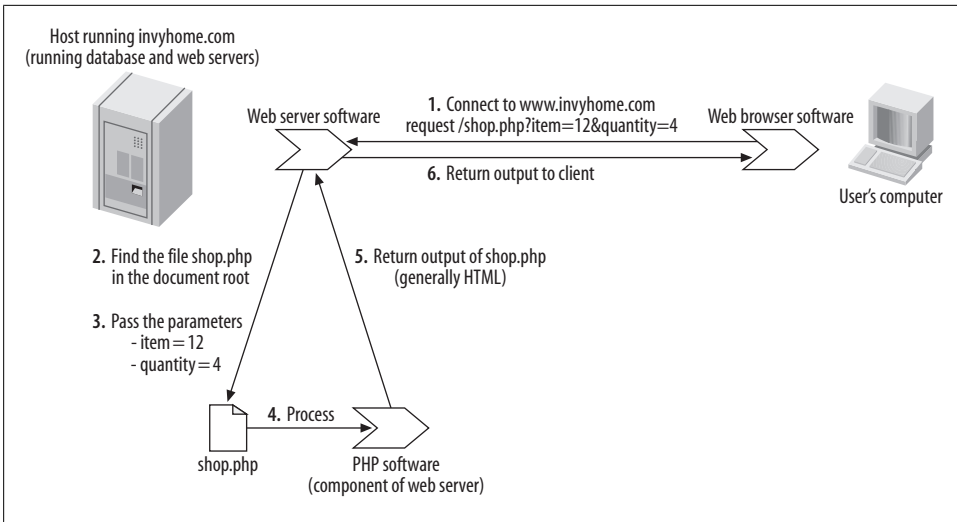 Host running invyhome.com
(running database and web servers)
Web server software
1. Connect to www.invyhome.com
request /shop.php?item=12&quantity=4
Web browser software
6. Return output to client
User's computer
2. Find the file shop.php
in the document root
5. Return output of shop.php
(generally HTML)
3. Pass the parameters
- item=12
- quantity=4
4. Process
shop.php
PHP software
(component of web server)